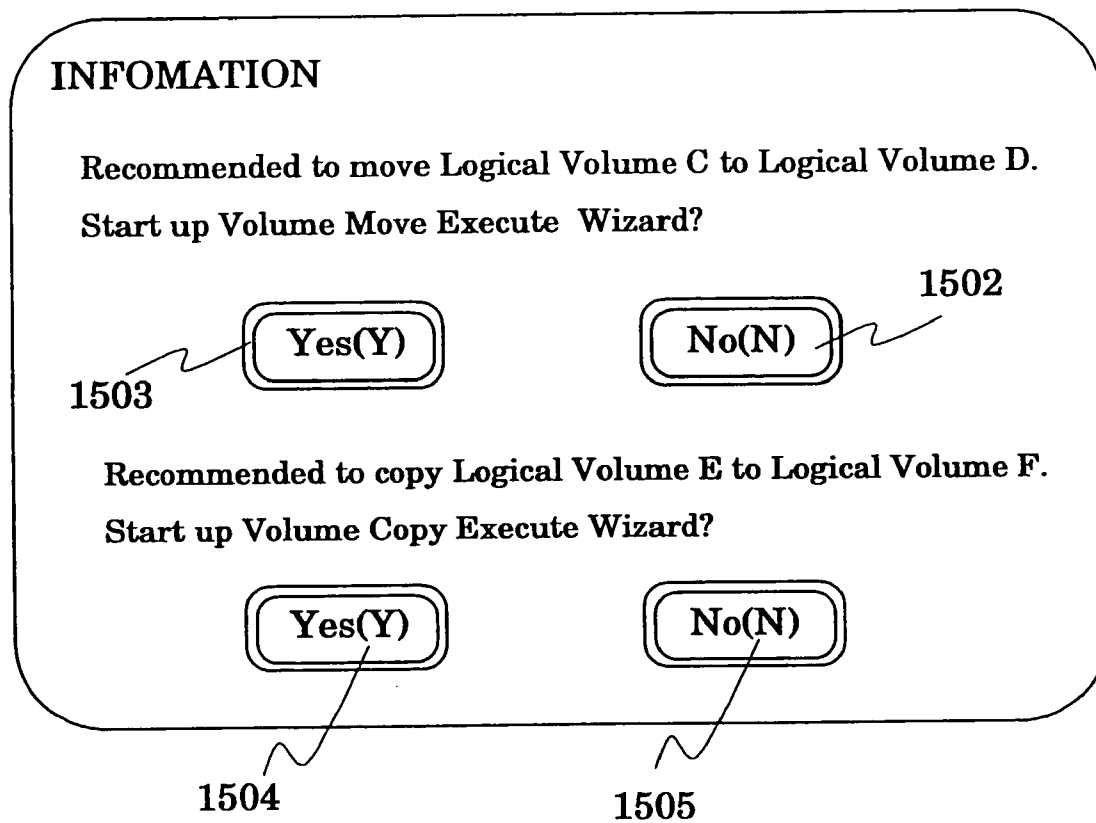 INFOMATION
Recommended to move Logical Volume C to Logical Volume D.
Start up Volume Move Execute Wizard?
1502
Yes(Y)
No(N)
1503
Recommended to copy Logical Volume E to Logical Volume F.
Start up Volume Copy Execute Wizard?
Yes(Y)
No(N)
1504
1505